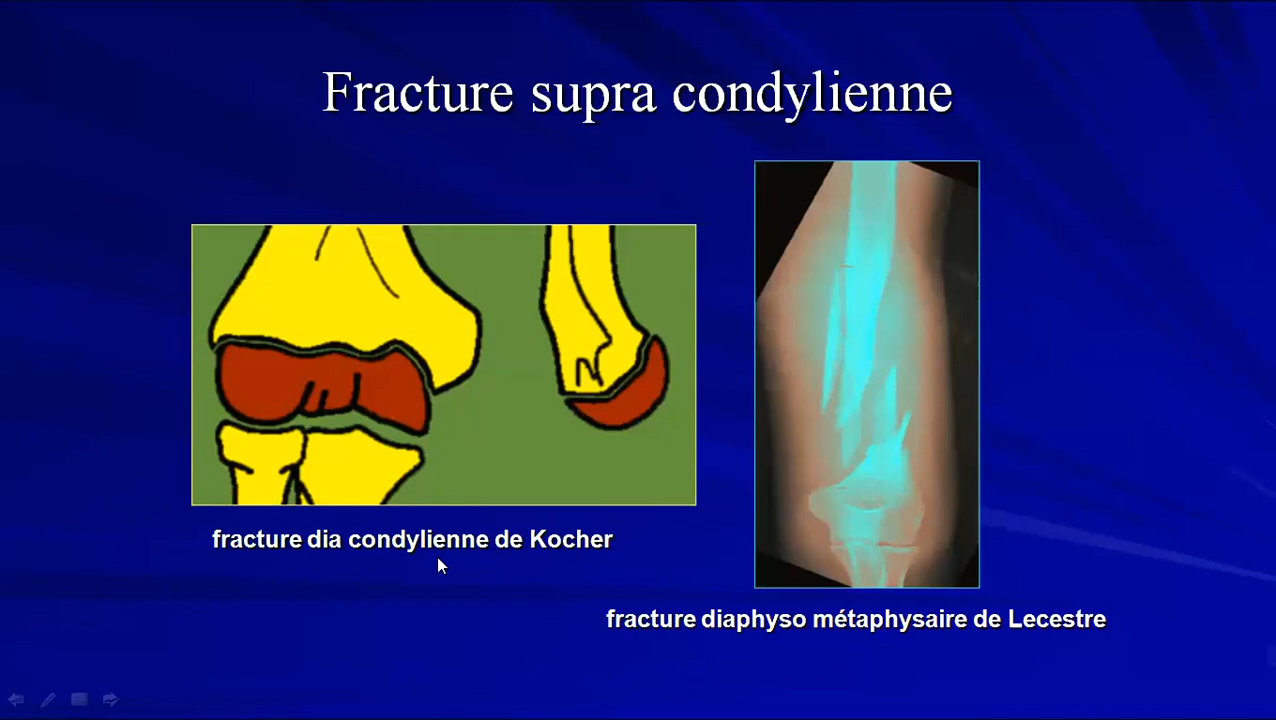 Fracture supra condylienne
fracture dia condylienne de Kocher
fracture diaphyso métaphysaire de Lecestre